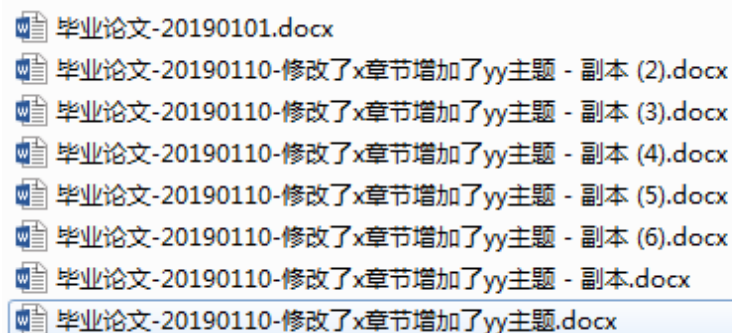 毕业论文-20190101.docx
毕业论文-20190110-修改了x章节增加了yy主题 - 副本 (2).docx
毕业论文-20190110-修改了x章节增加了yy主题 - 副本 (3).docx
毕业论文-20190110-修改了x章节增加了yy主题 - 副本 (4).docx
毕业论文-20190110-修改了x章节增加了yy主题 - 副本 (5).docx
毕业论文-20190110-修改了x章节增加了yy主题 - 副本 (6).docx
毕业论文-20190110-修改了x章节增加了yy主题 - 副本.docx
毕业论文-20190110-修改了x章节增加了yy主题.docx